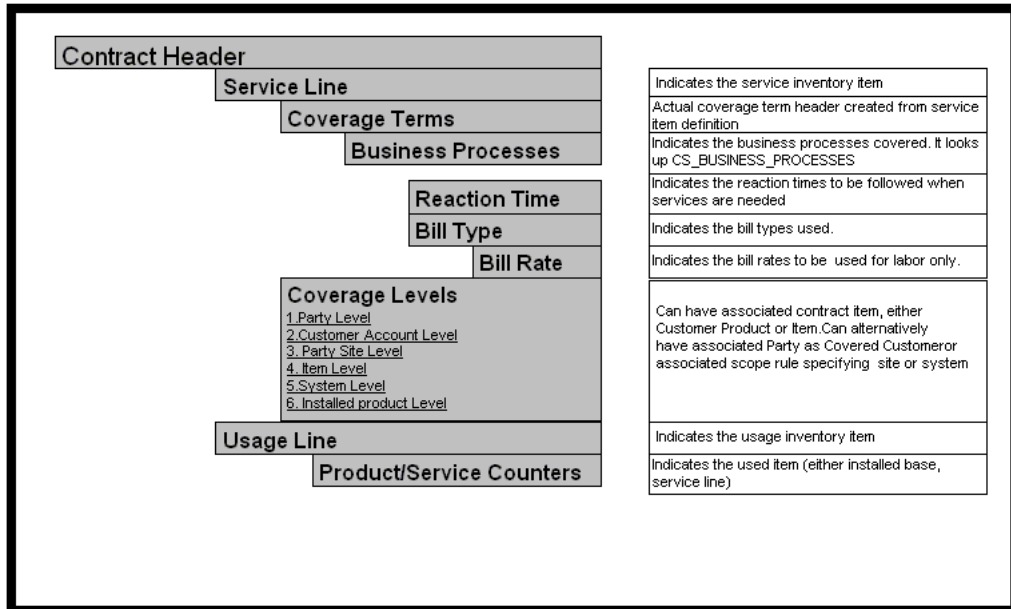 Contract Header
Service Line
Indicates the service inventory item
Coverage Terms
Actual coverage term header created from service
item definition
Business Processes
Indicates the business processes covered. It looks
up CS_BUSINESS_PROCESSES
Reaction Time
Indicates the reaction times to be followed when
services are needed
Bill Type
Indicates the bill types used.
Bill Rate
Indicates the bill rates to be used for labor only.
Coverage Levels
1.Party Level
2.Customer Account Level
3. Party Site Level
4. Item Level
5.System Level
6. Installed product Level
Can have associated contract item, either
Customer Product or Item.Can alternatively
have associated Party as Covered Customeror
associated scope rule specifying site or system
Usage Line
Indicates the usage inventory item
Product/Service Counters
Indicates the used item (either installed base,
service line)